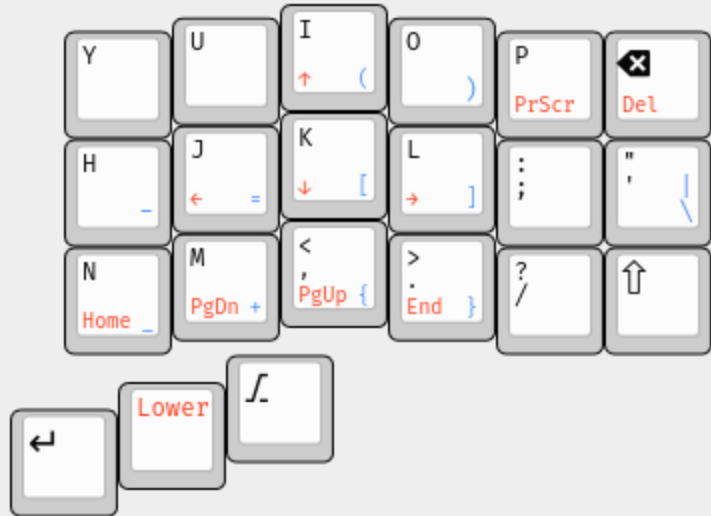 Y
U
I
↑ (
O
)
P
PrScr
⌫
Del
H
–
J
← =
K
↓ [
L
→ ]
:
;
"
' |
\
N
Home _
M
PgDn +
<
,
PgUp {
>
.
End }
?
/
⇧
↵
Lower
⎇